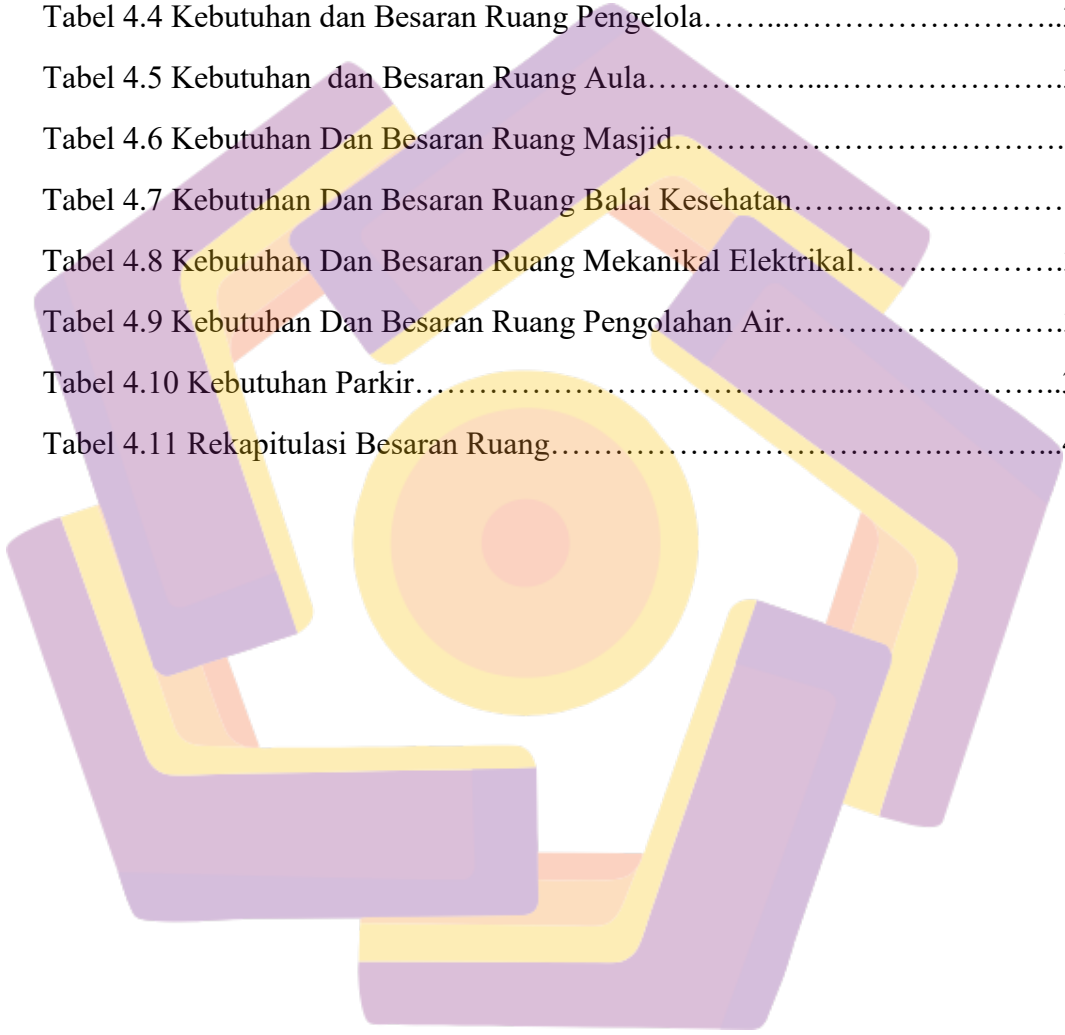 Tabel 4.4 Kebutuhan dan Besaran Ruang Pengelola……...……………………..
Tabel 4.5 Kebutuhan  dan Besaran Ruang Aula……………...………………….
Tabel 4.6 Kebutuhan Dan Besaran Ruang Masjid……………………………….
Tabel 4.7 Kebutuhan Dan Besaran Ruang Balai Kesehatan……..………………
Tabel 4.8 Kebutuhan Dan Besaran Ruang Mekanikal Elektrikal…….………….
Tabel 4.9 Kebutuhan Dan Besaran Ruang Pengolahan Air…………………….
Tabel 4.10 Kebutuhan Parkir……………………………………..………………..
Tabel 4.11 Rekapitulasi Besaran Ruang………………………………….………...